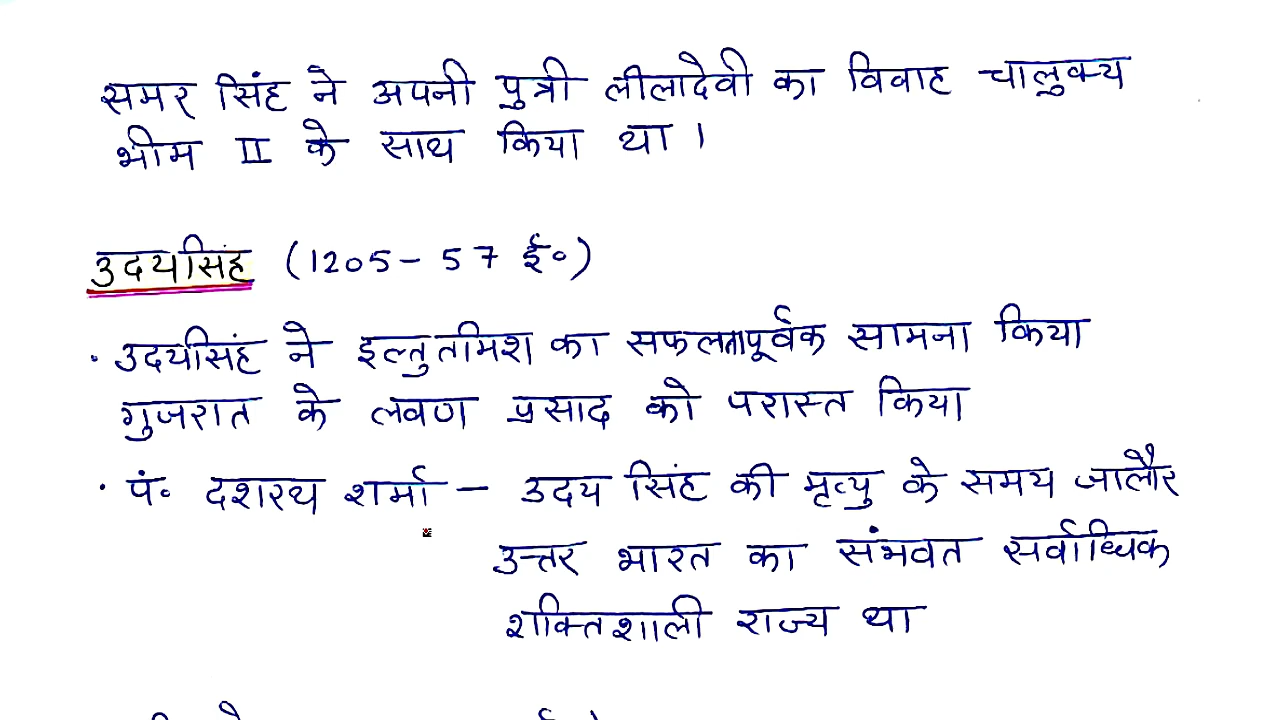 समर सिंह ने अपनी पुत्री लीलादेवी का विवाह चालुक्य
भीम II के साथ किया था।
उदयसिंह (1205-57 ई०)
· उदयसिंह ने इल्तुतमिश का सफलतापूर्वक सामना किया
गुजरात के लवण प्रसाद को परास्त किया
· पं० दशरथ शर्मा - उदय सिंह की मृत्यु के समय जालौर
उत्तर भारत का संभवत सर्वाधिक
शक्तिशाली राज्य था